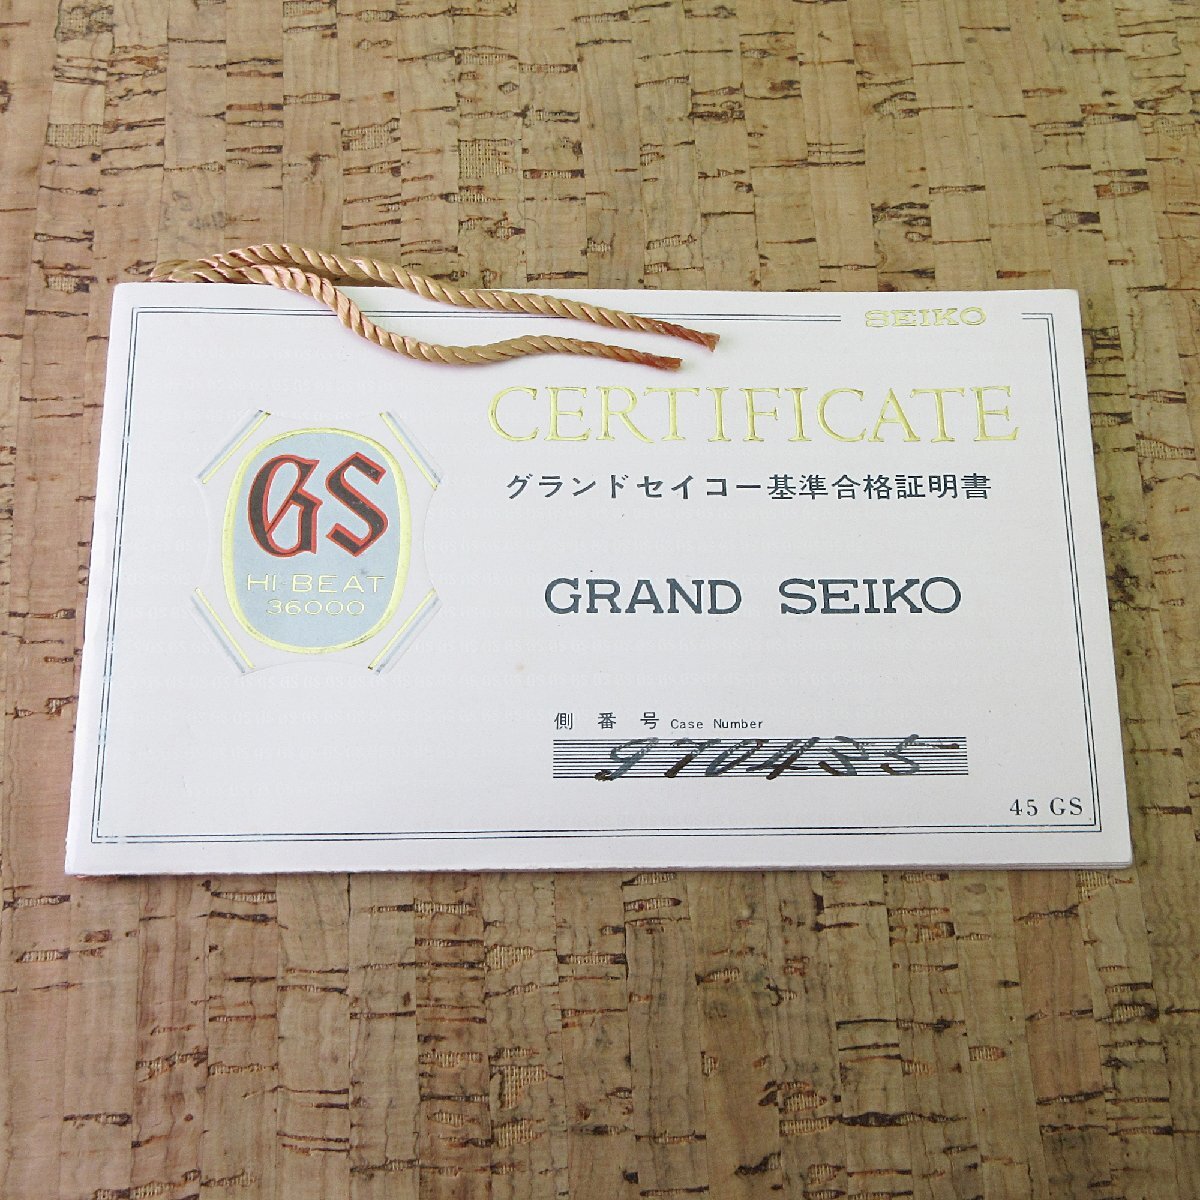 SEIKO
CERTIFICATE
グランドセイコー基準合格証明書
GS
HI-BEAT
36000
GRAND SEIKO
側番号 Case Number
970435
45 GS